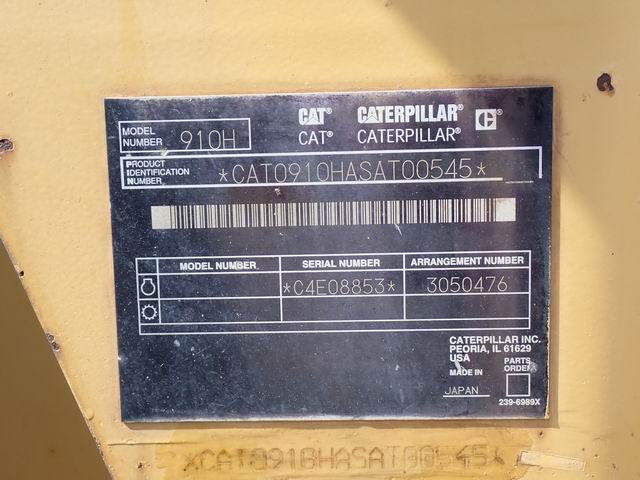 MODEL NUMBER 910H
CAT® CATERPILLAR®
CAT® CATERPILLAR®
C
PRODUCT IDENTIFICATION NUMBER *CAT0910HASAT00545*
MODEL NUMBER SERIAL NUMBER ARRANGEMENT NUMBER
*C4E08853* 3050476
CATERPILLAR INC.
PEORIA, IL 61629
USA
MADE IN
JAPAN
PARTS ORDER
239-6989X
*CAT0910HASAT00545*